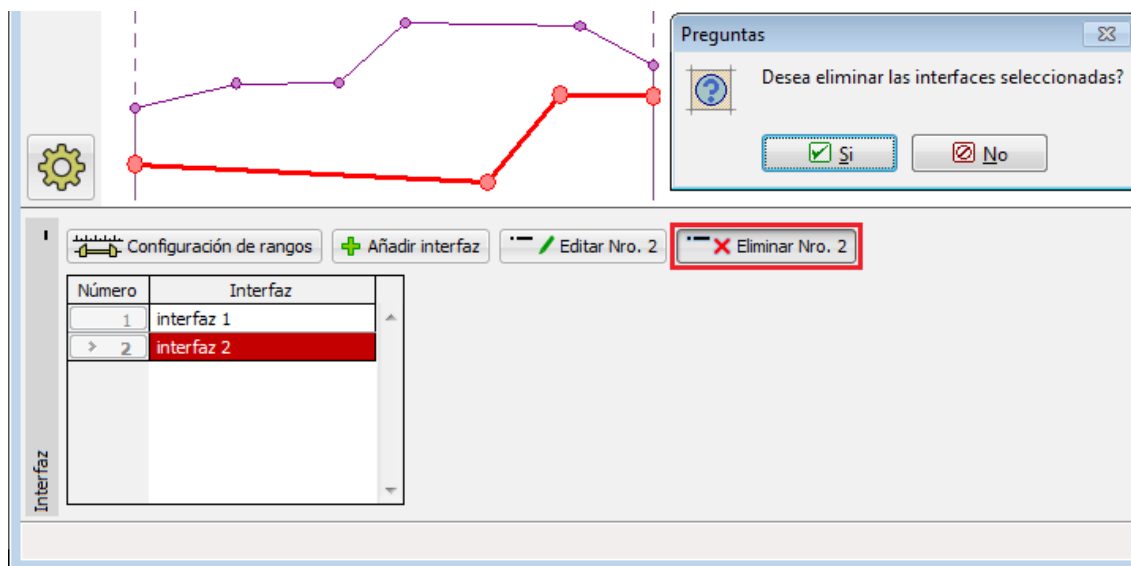 Preguntas
Desea eliminar las interfaces seleccionadas?
Si
No
Configuración de rangos
Añadir interfaz
Editar Nro. 2
Eliminar Nro. 2
Número Interfaz
1 interfaz 1
> 2 interfaz 2
Interfaz